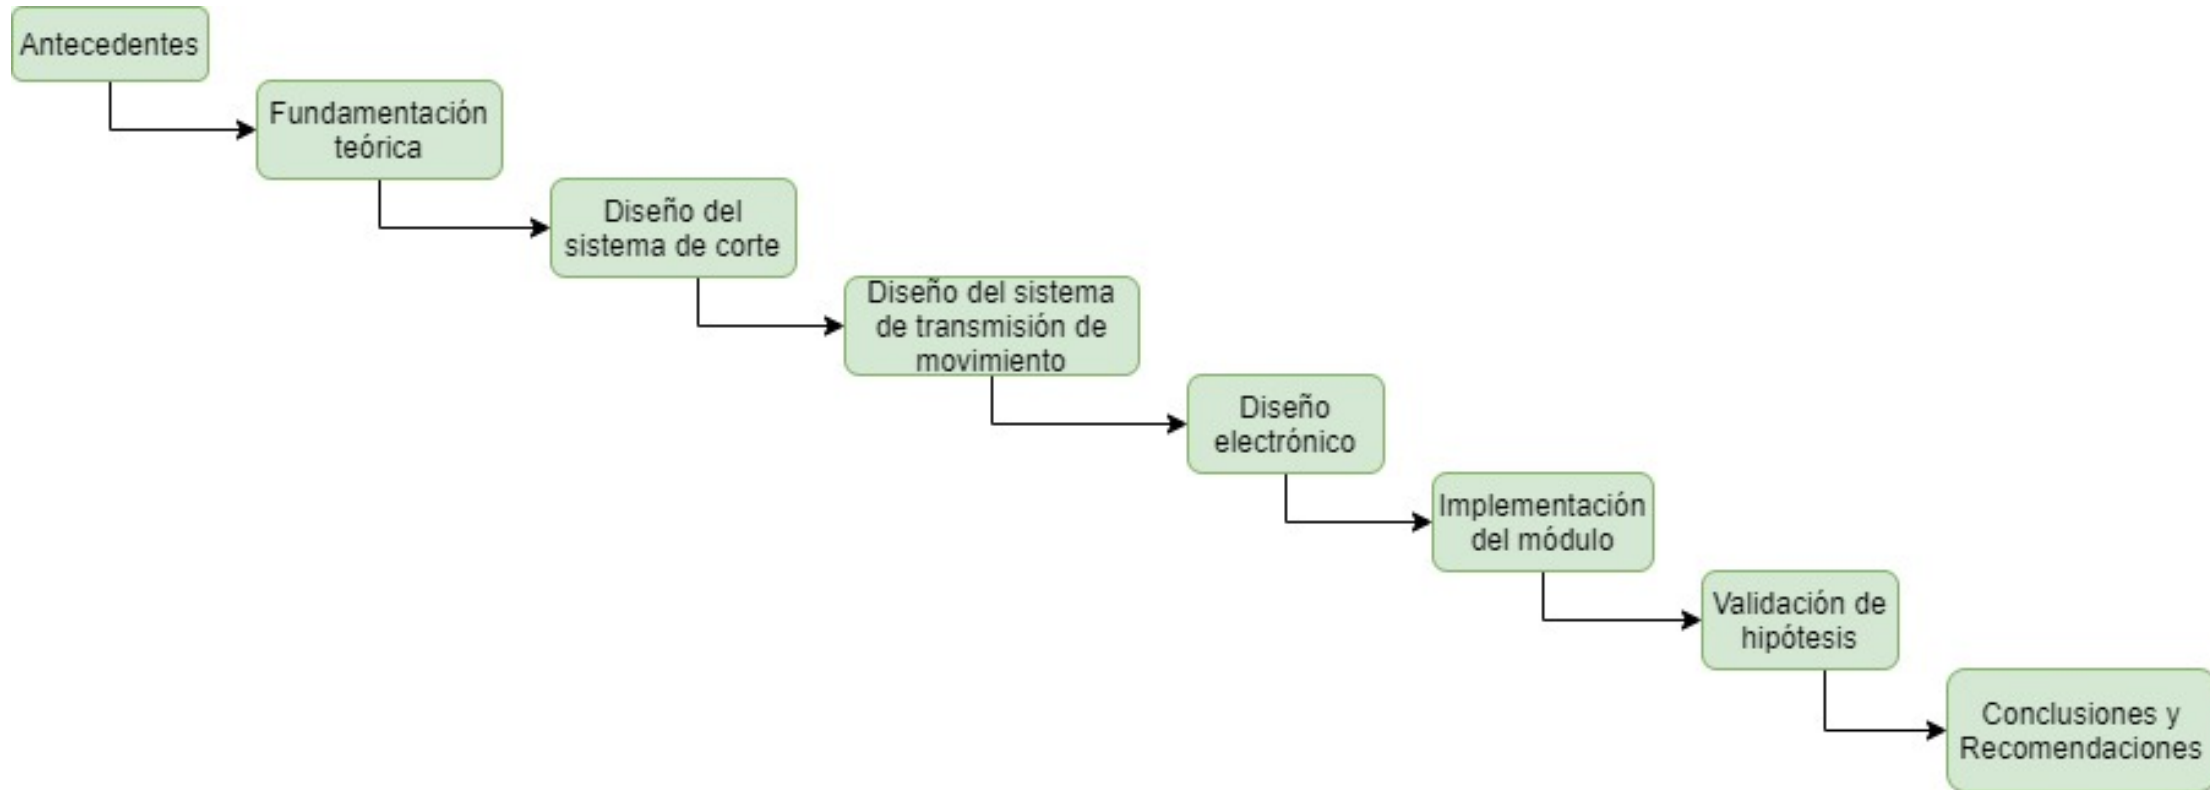 Antecedentes
Fundamentación
teórica
Diseño del
sistema de corte
Diseño del sistema
de transmisión de
movimiento
Diseño
electrónico
Implementación
del módulo
Validación de
hipótesis
Conclusiones y
Recomendaciones